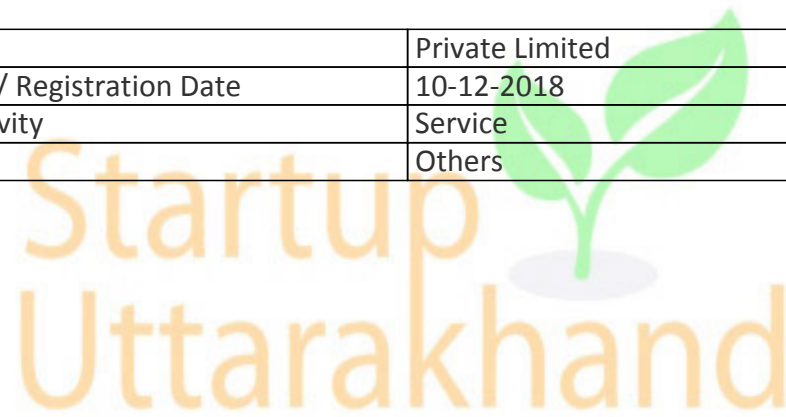 Private Limited
/ Registration Date 10-12-2018
vity Service
Others
Startup
Uttarakhand